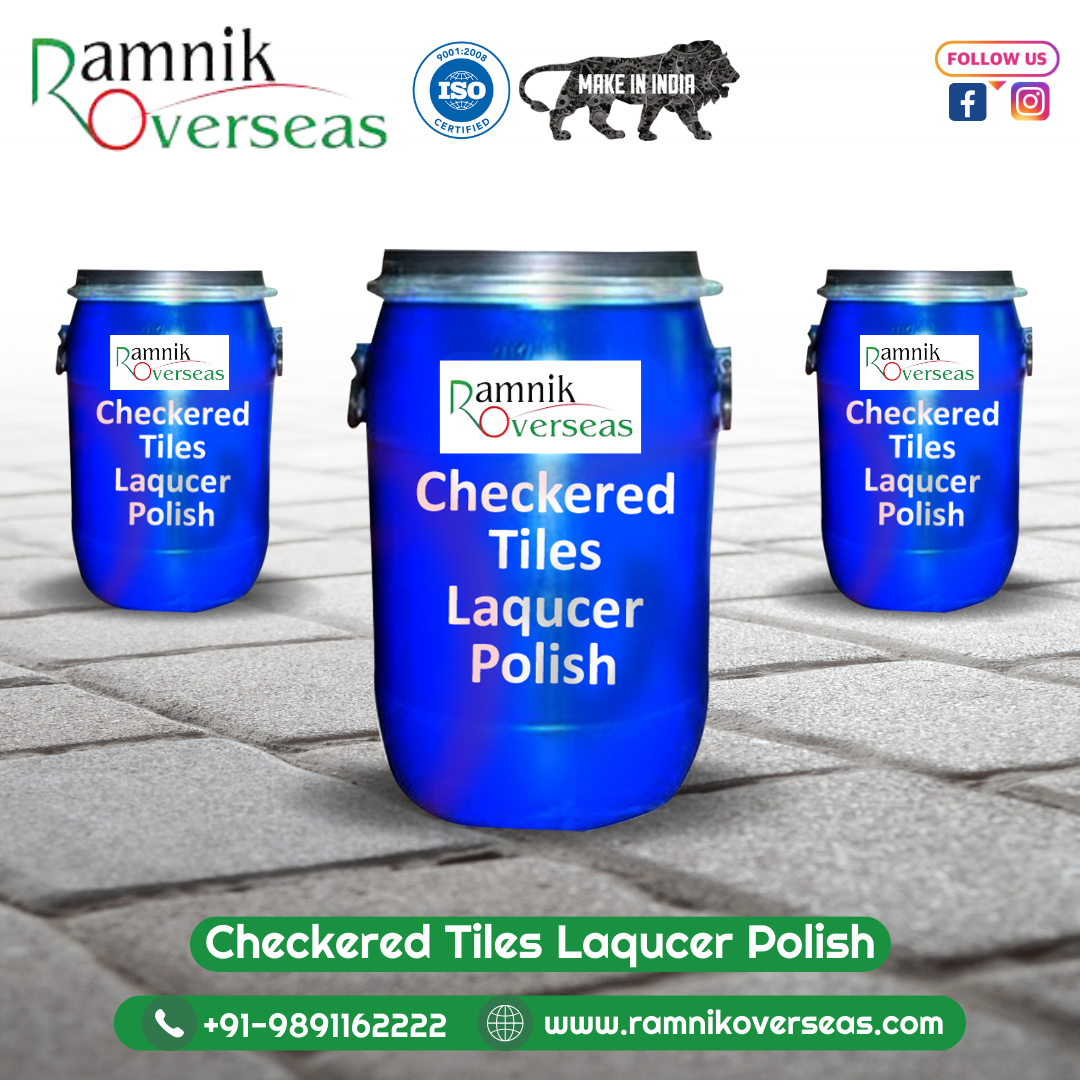 Ramnik
Overseas
9001:2008
ISO
CERTIFIED
MAKE IN INDIA
FOLLOW US
Ramnik
Overseas
Checkered
Tiles
Laqucer
Polish
Ramnik
Overseas
Checkered
Tiles
Laqucer
Polish
Ramnik
Overseas
Checkered
Tiles
Laqucer
Polish
Checkered Tiles Laqucer Polish
+91-9891162222
www.ramnikoverseas.com